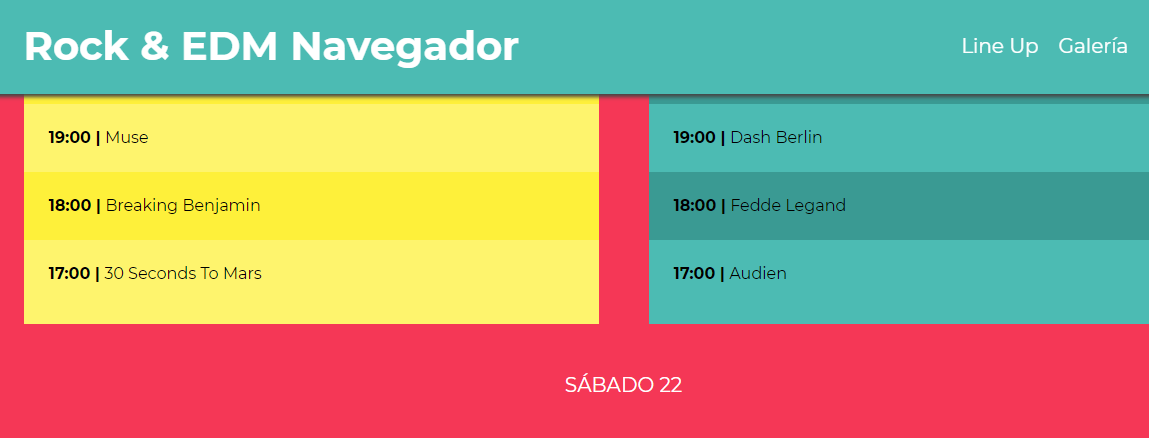 Rock & EDM Navegador
Line Up Galería
19:00 | Muse
18:00 | Breaking Benjamin
17:00 | 30 Seconds To Mars
19:00 | Dash Berlin
18:00 | Fedde Legand
17:00 | Audien
SÁBADO 22